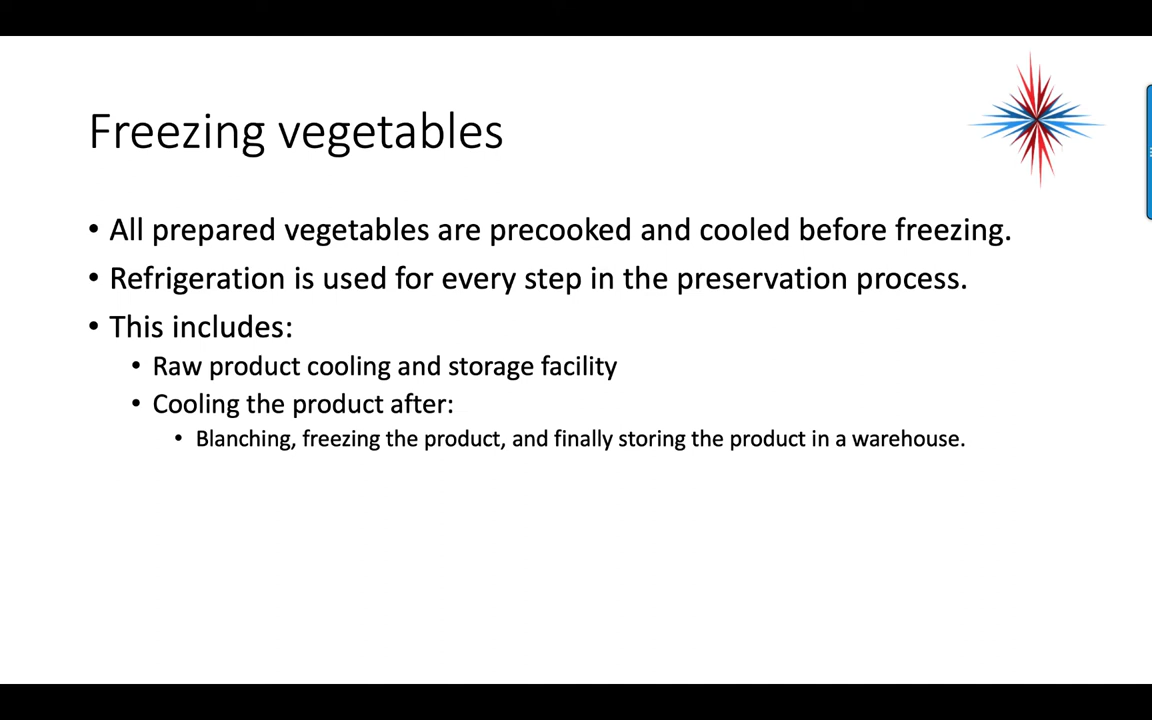 Freezing vegetables
• All prepared vegetables are precooked and cooled before freezing.
• Refrigeration is used for every step in the preservation process.
• This includes:
• Raw product cooling and storage facility
• Cooling the product after:
• Blanching, freezing the product, and finally storing the product in a warehouse.